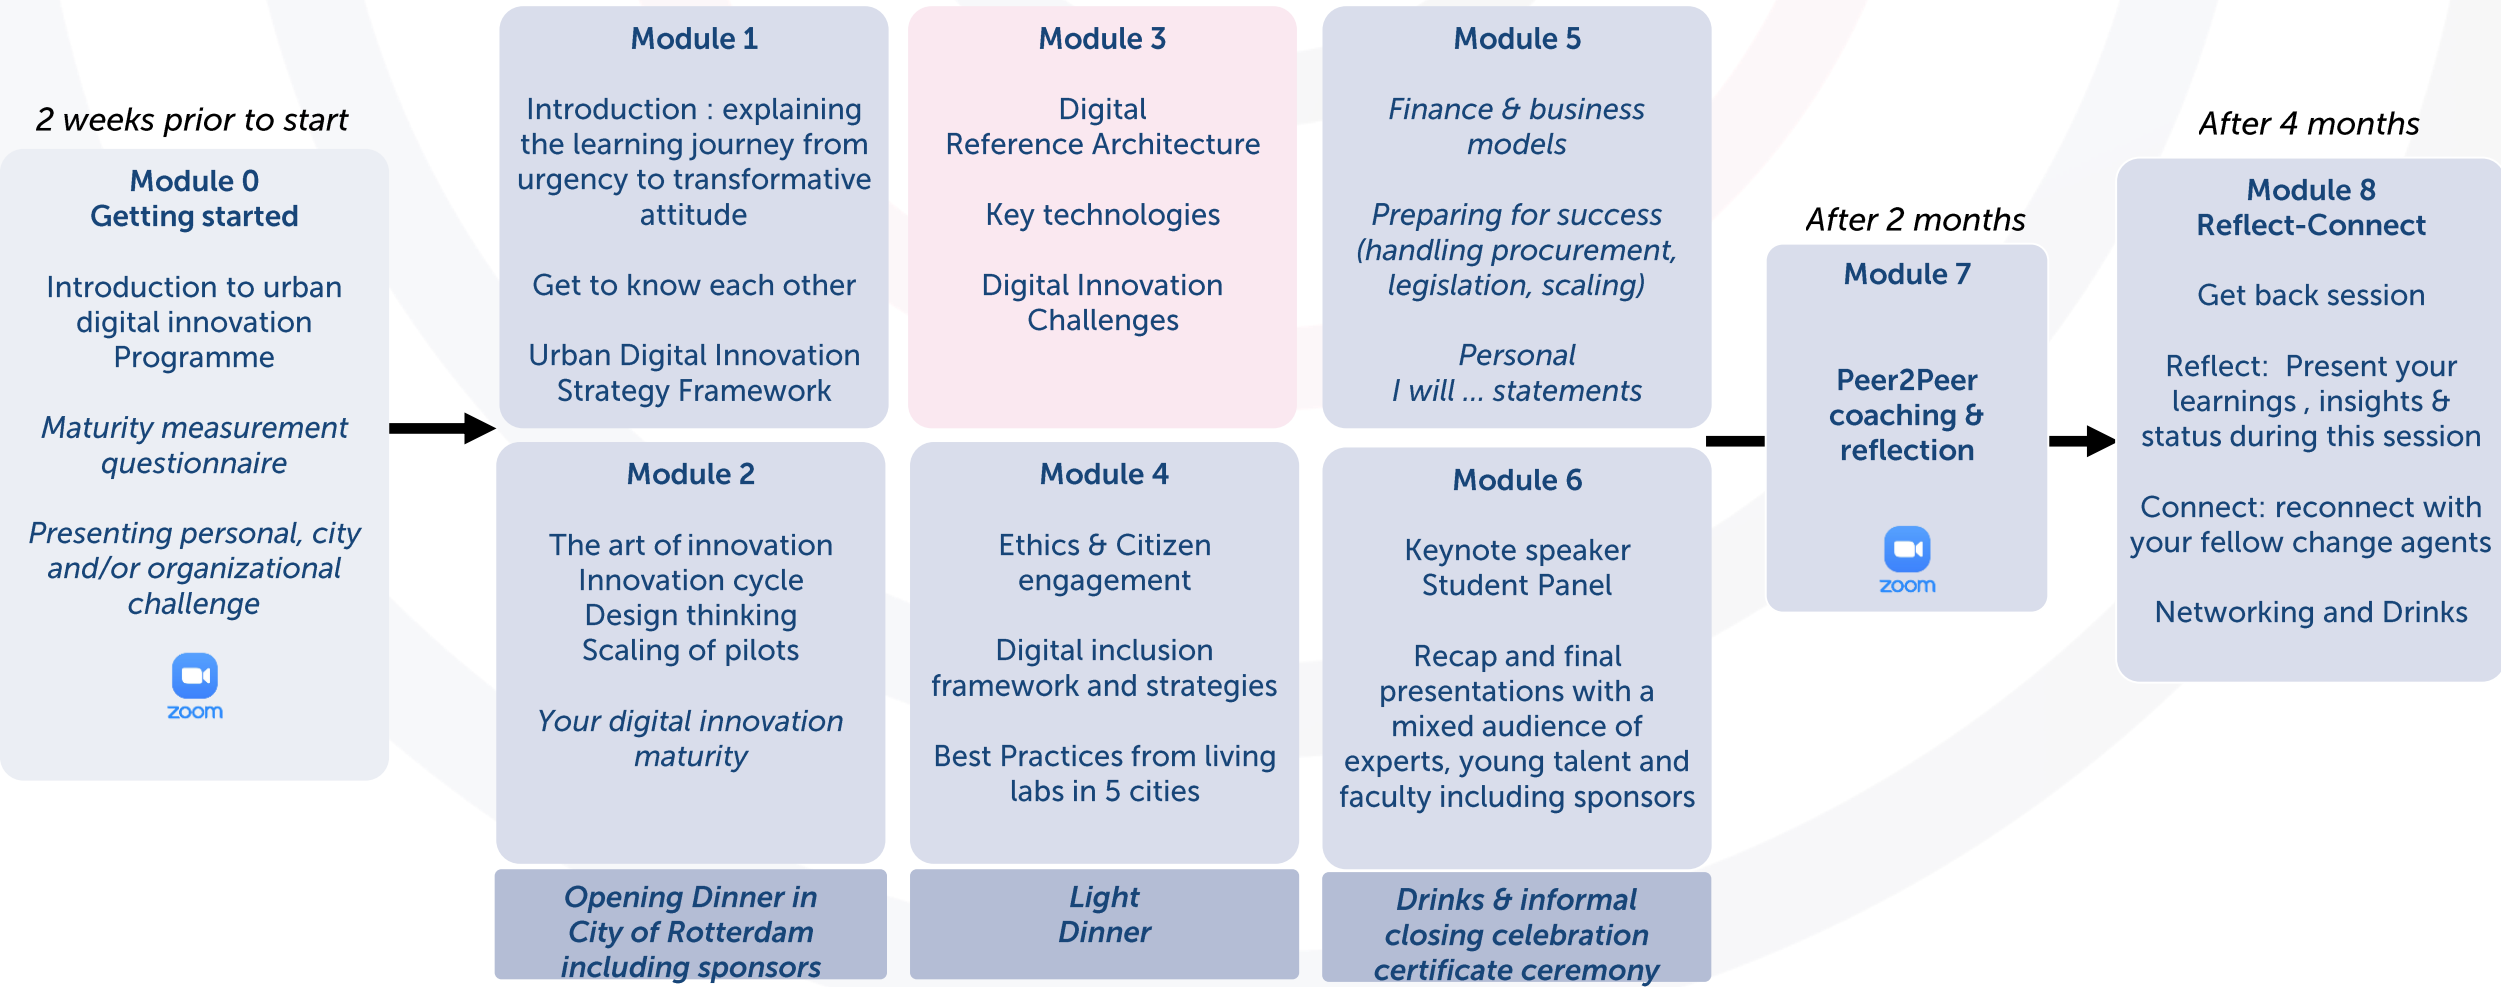 2 weeks prior to start
Module 0
Getting started
Introduction to urban
digital innovation
Programme
Maturity measurement
questionnaire
Presenting personal, city
and/or organizational
challenge
zoom
Module 1
Introduction : explaining
the learning journey from
urgency to transformative
attitude
Get to know each other
Urban Digital Innovation
Strategy Framework
Module 2
The art of innovation
Innovation cycle
Design thinking
Scaling of pilots
Your digital innovation
maturity
Opening Dinner in
City of Rotterdam
including sponsors
Module 3
Digital
Reference Architecture
Key technologies
Digital Innovation
Challenges
Module 4
Ethics & Citizen
engagement
Digital inclusion
framework and strategies
Best Practices from living
labs in 5 cities
Light
Dinner
Module 5
Finance & business
models
Preparing for success
(handling procurement,
legislation, scaling)
Personal
I will ... statements
Module 6
Keynote speaker
Student Panel
Recap and final
presentations with a
mixed audience of
experts, young talent and
faculty including sponsors
Drinks & informal
closing celebration
certificate ceremony
After 2 months
Module 7
Peer2Peer
coaching &
reflection
zoom
After 4 months
Module 8
Reflect-Connect
Get back session
Reflect:  Present your
learnings , insights &
status during this session
Connect: reconnect with
your fellow change agents
Networking and Drinks